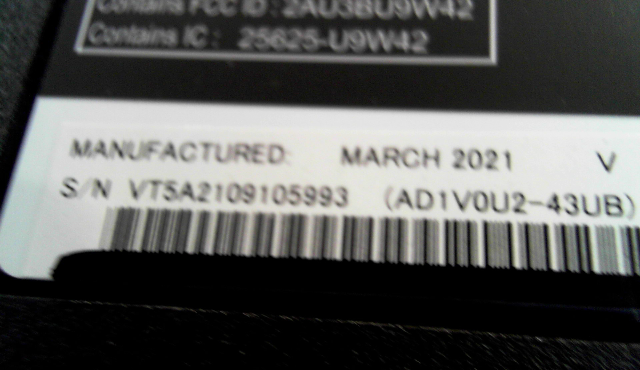 Contains FCC ID : 2AU3BU9W42
Contains IC : 25625-U9W42
MANUFACTURED: MARCH 2021 V
S/N VT5A2109105993 (AD1V0U2-43UB)